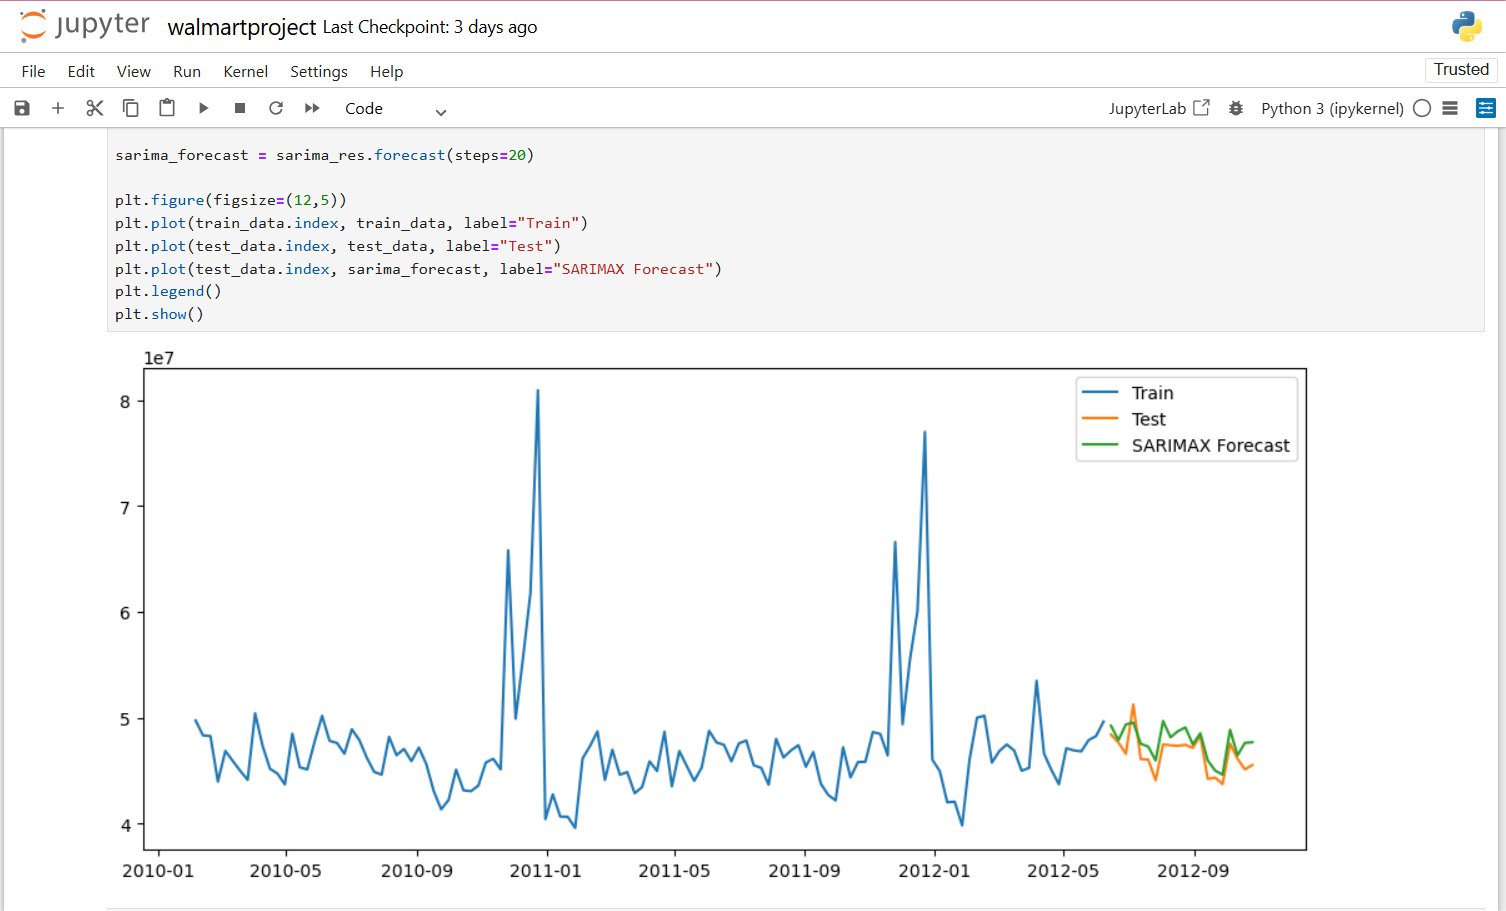 jupyter walmartproject Last Checkpoint: 3 days ago
File Edit View Run Kernel Settings Help Trusted
Code JupyterLab Python 3 (ipykernel)
sarima_forecast = sarima_res.forecast(steps=20)
plt.figure(figsize=(12,5))
plt.plot(train_data.index, train_data, label="Train")
plt.plot(test_data.index, test_data, label="Test")
plt.plot(test_data.index, sarima_forecast, label="SARIMAX Forecast")
plt.legend()
plt.show()
1e7
8
7
6
5
4
Train
Test
SARIMAX Forecast
2010-01 2010-05 2010-09 2011-01 2011-05 2011-09 2012-01 2012-05 2012-09